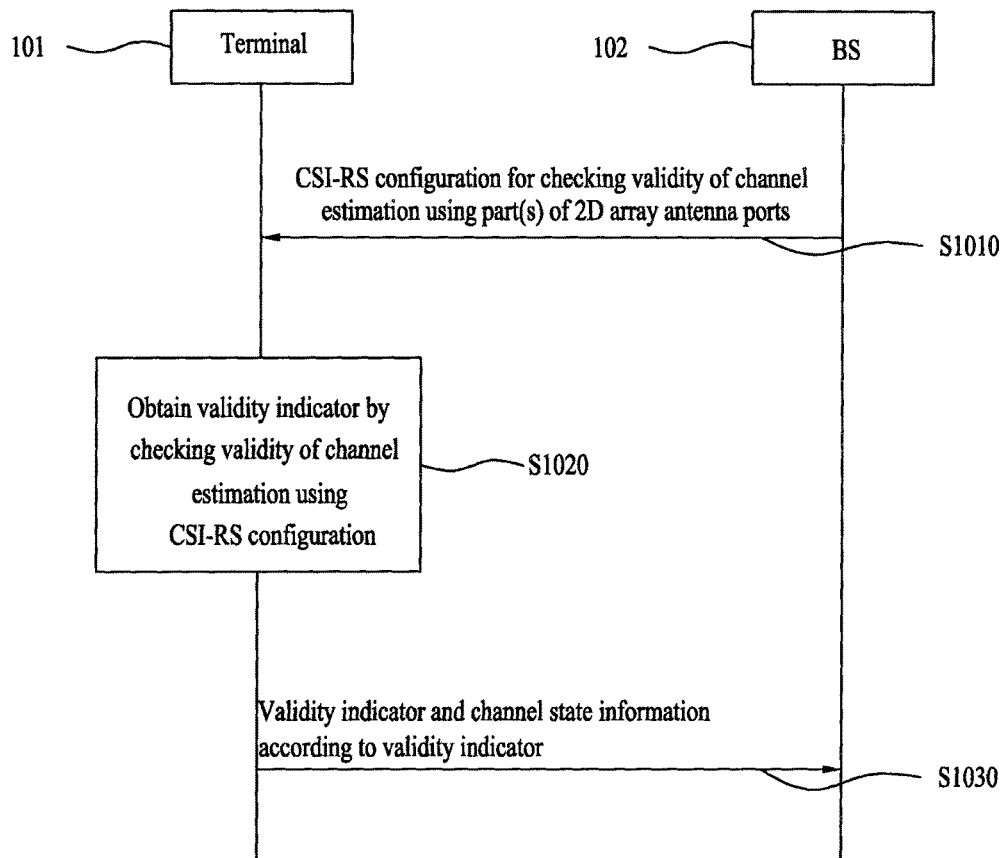 101
Terminal
102
BS
CSI-RS configuration for checking validity of channel
estimation using part(s) of 2D array antenna ports
S1010
Obtain validity indicator by
checking validity of channel
estimation using
CSI-RS configuration
S1020
Validity indicator and channel state information
according to validity indicator
S1030